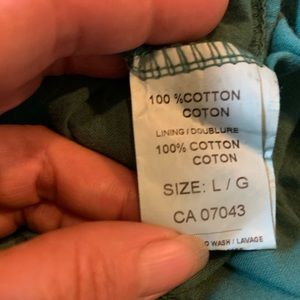 100 %COTTON
COTON
LINING / DOUBLURE
100% COTTON
COTON
SIZE: L / G
CA 07043
WASH / LAVAGE